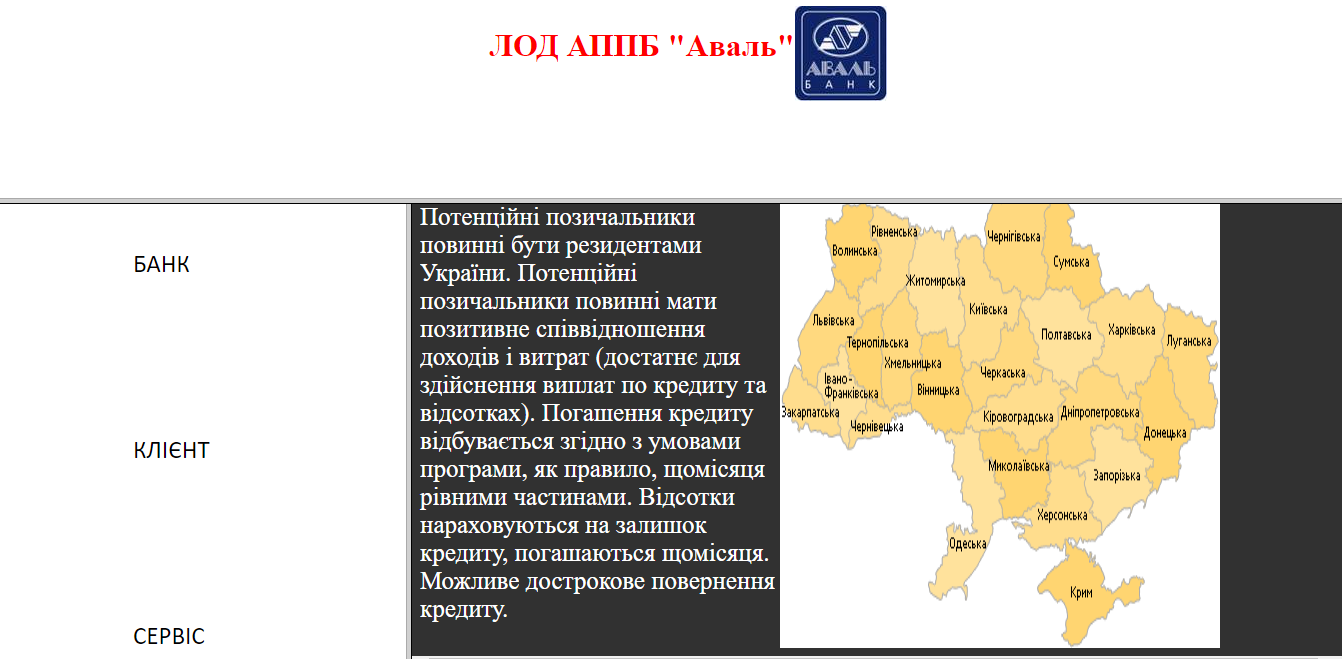 ЛОД АППБ "Аваль"
АВАЛЬ
БАНК
БАНК
КЛІЄНТ
СЕРВІС
Потенційні позичальники
повинні бути резидентами
України. Потенційні
позичальники повинні мати
позитивне співвідношення
доходів і витрат (достатнє для
здійснення виплат по кредиту та
відсотках). Погашення кредиту
відбувається згідно з умовами
програми, як правило, щомісяця
рівними частинами. Відсотки
нараховуються на залишок
кредиту, погашаються щомісяця.
Можливе дострокове повернення
кредиту.
Волинська
Рівненська
Житомирська
Чернігівська
Сумська
Київська
Львівська
Тернопільська
Хмельницька
Полтавська
Харківська
Луганська
Івано-
Франківська
Вінницька
Черкаська
Закарпатська
Чернівецька
Кіровоградська
Дніпропетровська
Донецька
Миколаївська
Запорізька
Херсонська
Одеська
Крим